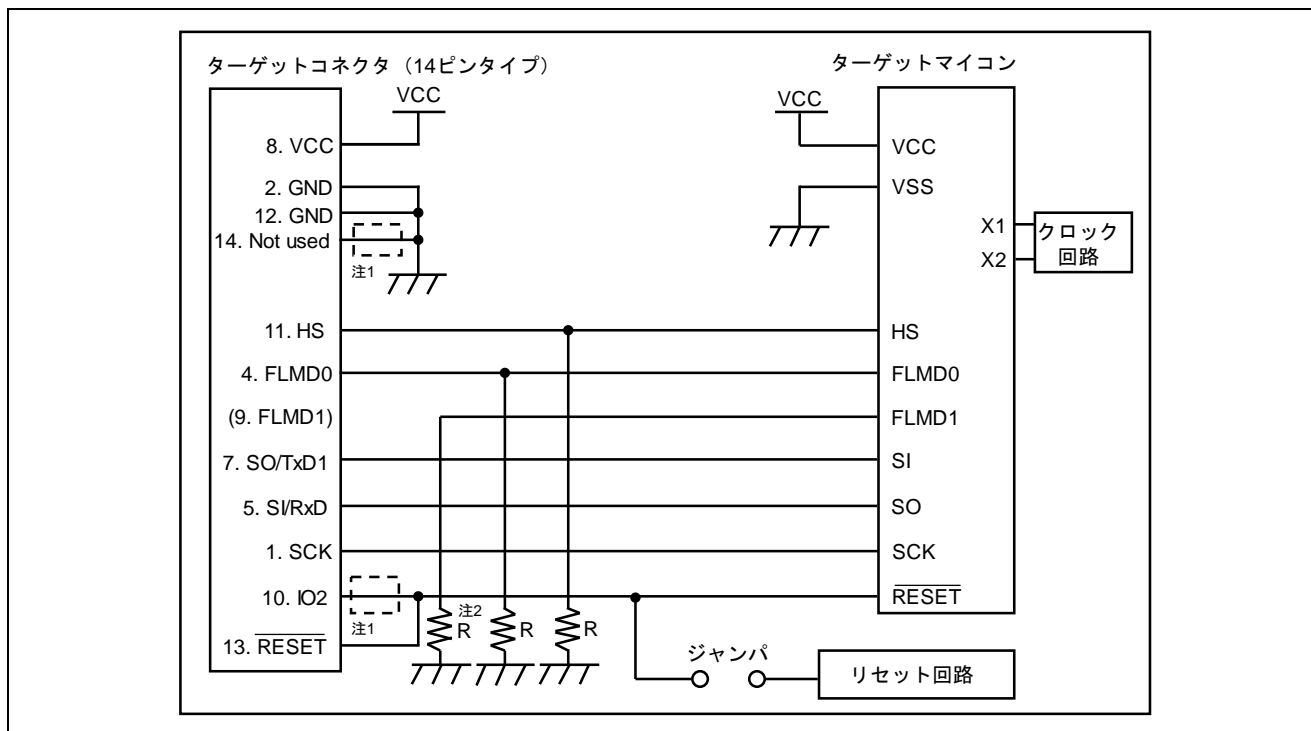 ターゲットコネクタ（14ピンタイプ）
VCC
8. VCC
2. GND
12. GND
14. Not used
注1
11. HS
4. FLMD0
(9. FLMD1)
7. SO/TxD1
5. SI/RxD
1. SCK
10. IO2
注1
13. RESET
注2
R
R
R
ターゲットマイコン
VCC
VCC
VSS
X1
X2
クロック
回路
HS
FLMD0
FLMD1
SI
SO
SCK
RESET
ジャンパ
リセット回路